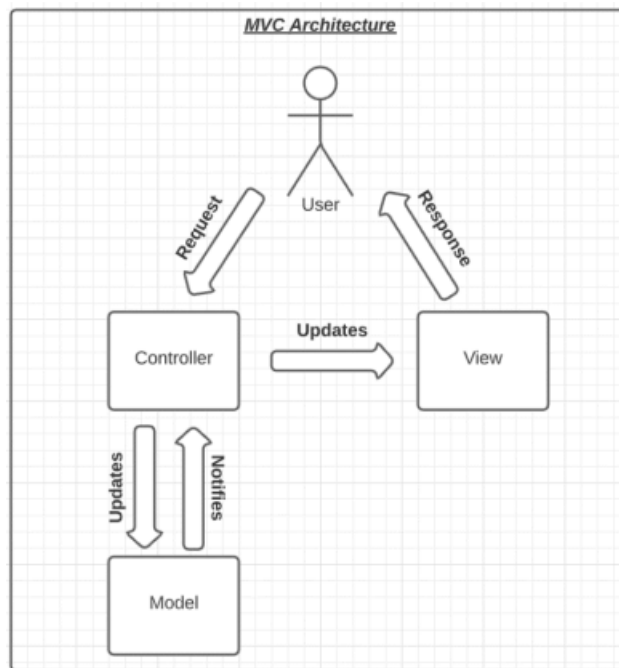 MVC Architecture
User
Request
Response
Controller
Updates
View
Updates
Notifies
Model